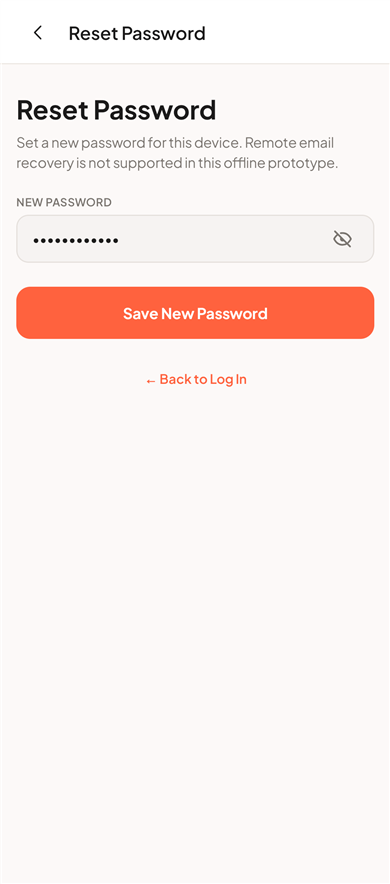 Reset Password
Reset Password
Set a new password for this device. Remote email
recovery is not supported in this offline prototype.
NEW PASSWORD
••••••••••••
Save New Password
← Back to Log In